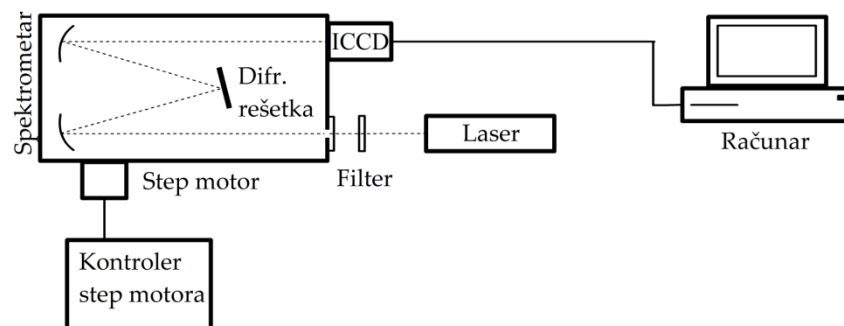 Spektrometar
ICCD
Difr.
rešetka
Laser
Računar
Step motor
Filter
Kontroler
step motora